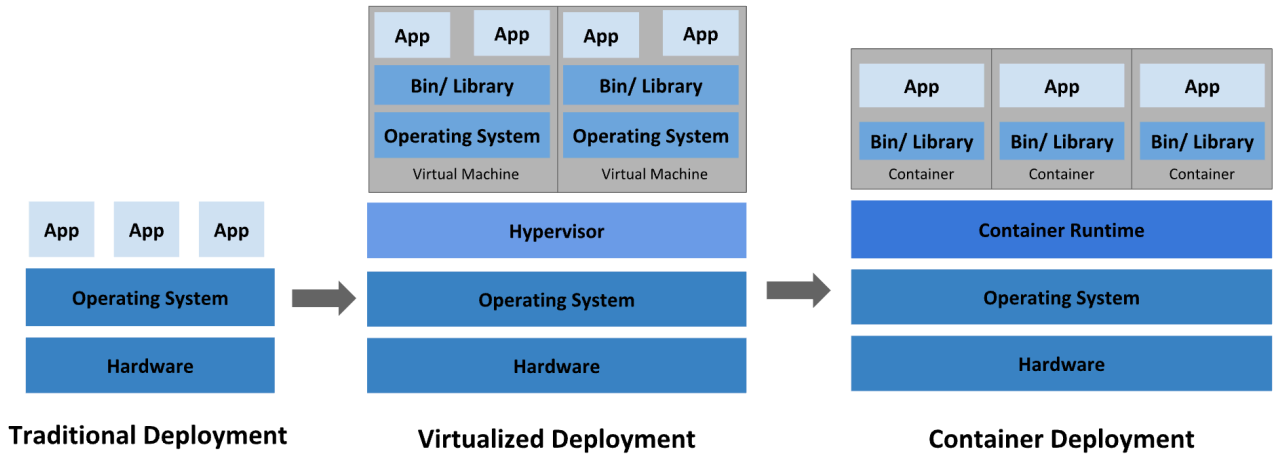 App
App
App
Operating System
Hardware
Traditional Deployment
App
App
Bin/ Library
Operating System
Virtual Machine
App
App
Bin/ Library
Operating System
Virtual Machine
Hypervisor
Operating System
Hardware
Virtualized Deployment
App
Bin/ Library
Container
App
Bin/ Library
Container
App
Bin/ Library
Container
Container Runtime
Operating System
Hardware
Container Deployment